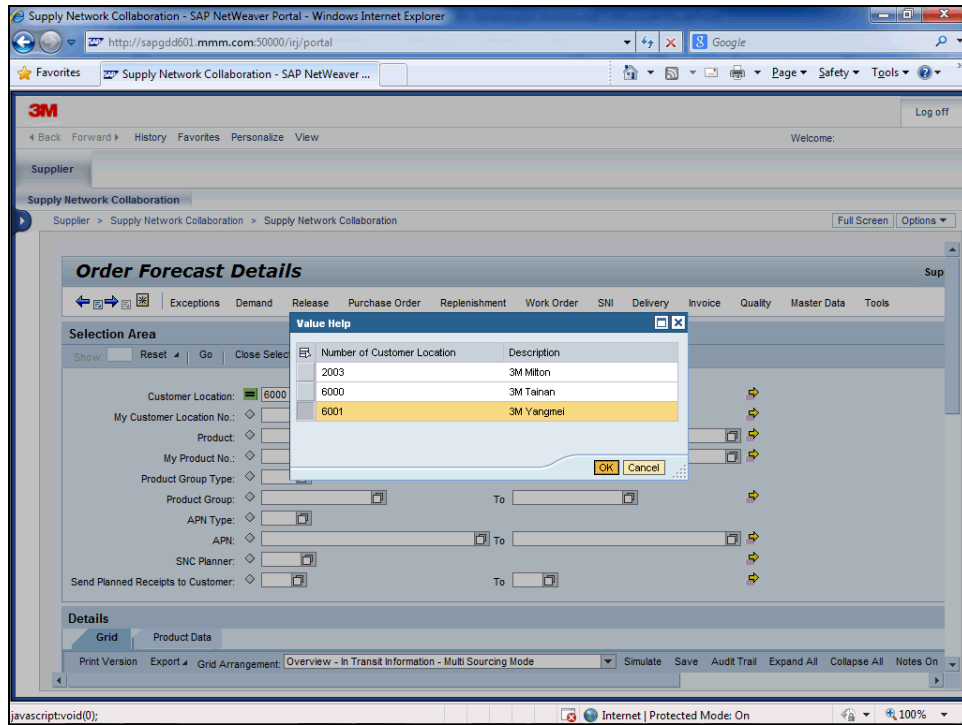 Supply Network Collaboration - SAP NetWeaver Portal - Windows Internet Explorer
http://sapgdd601.mmm.com:50000/irj/portal
Google
Favorites
Supply Network Collaboration - SAP NetWeaver ...
Page
Safety
Tools
3M
Log off
Back Forward History Favorites Personalize View
Welcome:
Supplier
Supply Network Collaboration
Supplier > Supply Network Collaboration > Supply Network Collaboration
Full Screen Options
Order Forecast Details
Sup
Exceptions Demand Release Purchase Order Replenishment Work Order SNI Delivery Invoice Quality Master Data Tools
Selection Area
Show: Reset Go Close Selec
Customer Location: 6000
My Customer Location No.:
Product:
My Product No.:
Product Group Type:
Product Group: To
APN Type:
APN: To
SNC Planner:
Send Planned Receipts to Customer: To
Value Help
Number of Customer Location Description
2003 3M Milton
6000 3M Tainan
6001 3M Yangmei
OK Cancel
Details
Grid Product Data
Print Version Export Grid Arrangement: Overview - In Transit Information - Multi Sourcing Mode Simulate Save Audit Trail Expand All Collapse All Notes On
javascript:void(0);
Internet | Protected Mode: On
100%